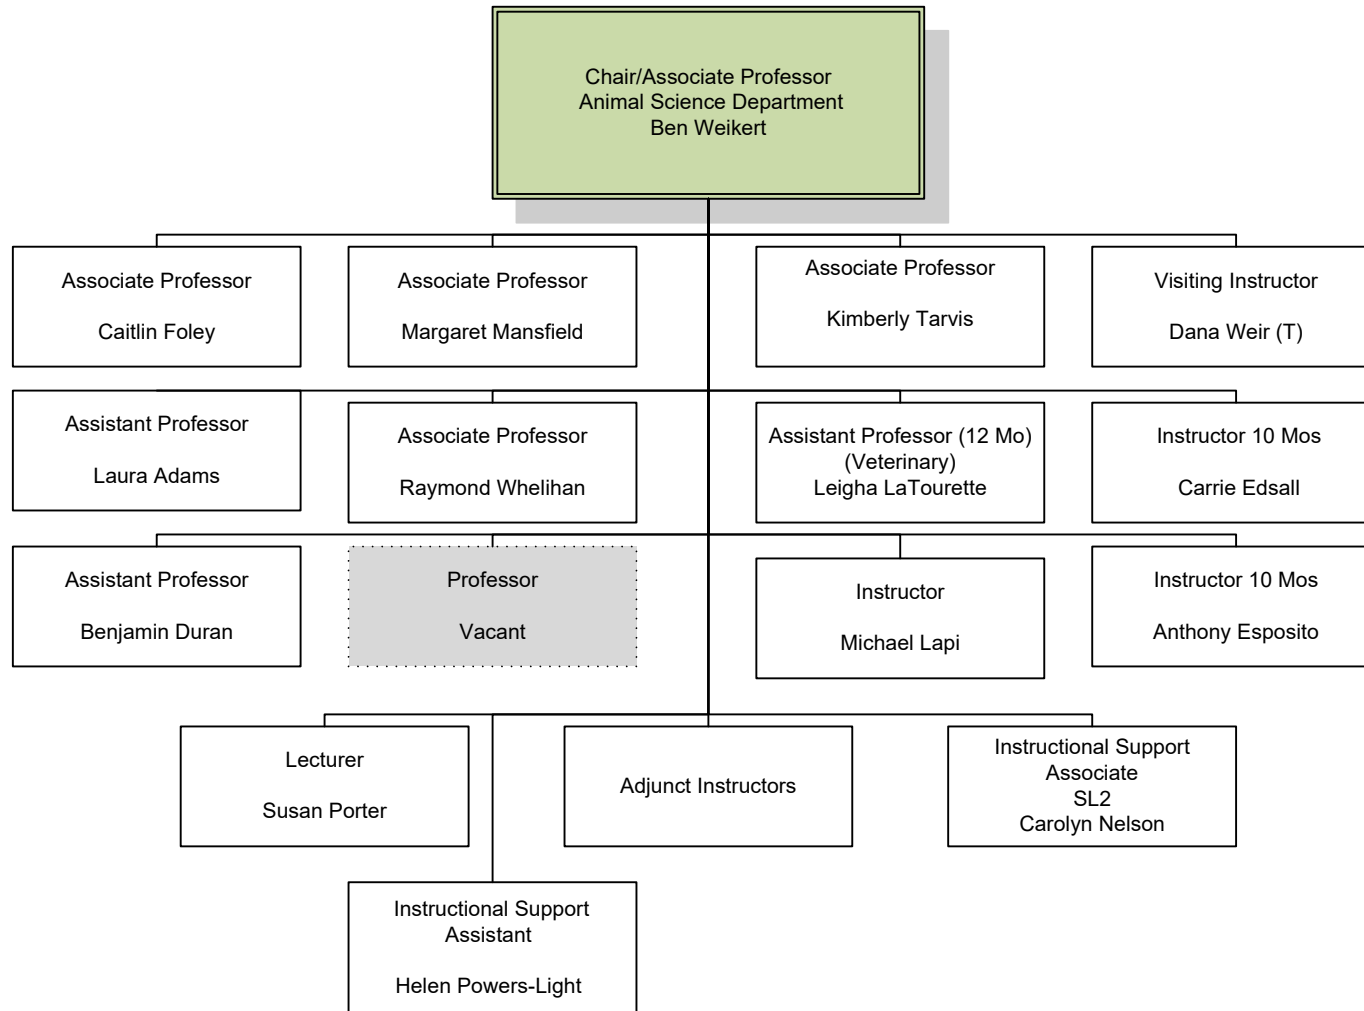 Chair/Associate Professor
Animal Science Department
Ben Weikert
Associate Professor
Caitlin Foley
Associate Professor
Margaret Mansfield
Associate Professor
Kimberly Tarvis
Visiting Instructor
Dana Weir (T)
Assistant Professor
Laura Adams
Associate Professor
Raymond Whelihan
Assistant Professor (12 Mo)
(Veterinary)
Leigha LaTourette
Instructor 10 Mos
Carrie Edsall
Assistant Professor
Benjamin Duran
Professor
Vacant
Instructor
Michael Lapi
Instructor 10 Mos
Anthony Esposito
Lecturer
Susan Porter
Adjunct Instructors
Instructional Support
Associate
SL2
Carolyn Nelson
Instructional Support
Assistant
Helen Powers-Light